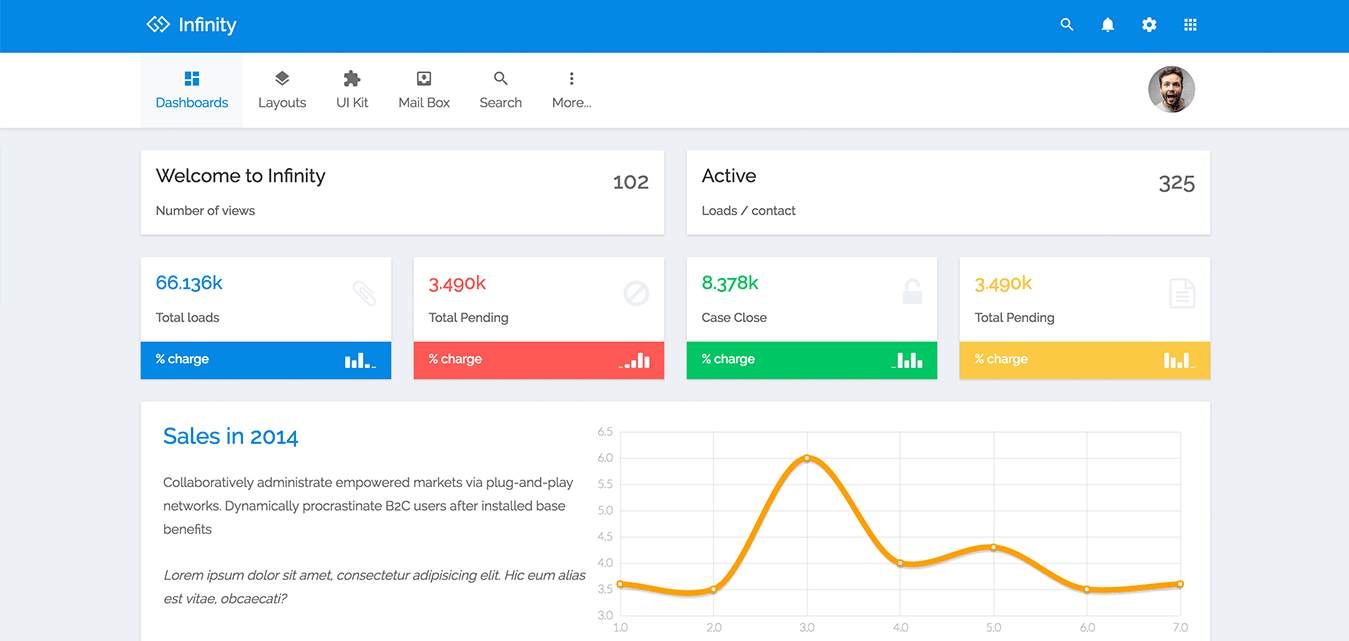 Infinity
Dashboards
Layouts
UI Kit
Mail Box
Search
More...
Welcome to Infinity
102
Number of views
Active
325
Loads / contact
66.136k
Total loads
% charge
3.490k
Total Pending
% charge
8.378k
Case Close
% charge
3.490k
Total Pending
% charge
Sales in 2014
Collaboratively administrate empowered markets via plug-and-play
networks. Dynamically procrastinate B2C users after installed base
benefits
Lorem ipsum dolor sit amet, consectetur adipisicing elit. Hic eum alias
est vitae, obcaecati?
6.5
6.0
5.5
5.0
4.5
4.0
3.5
3.0
1.0 2.0 3.0 4.0 5.0 6.0 7.0